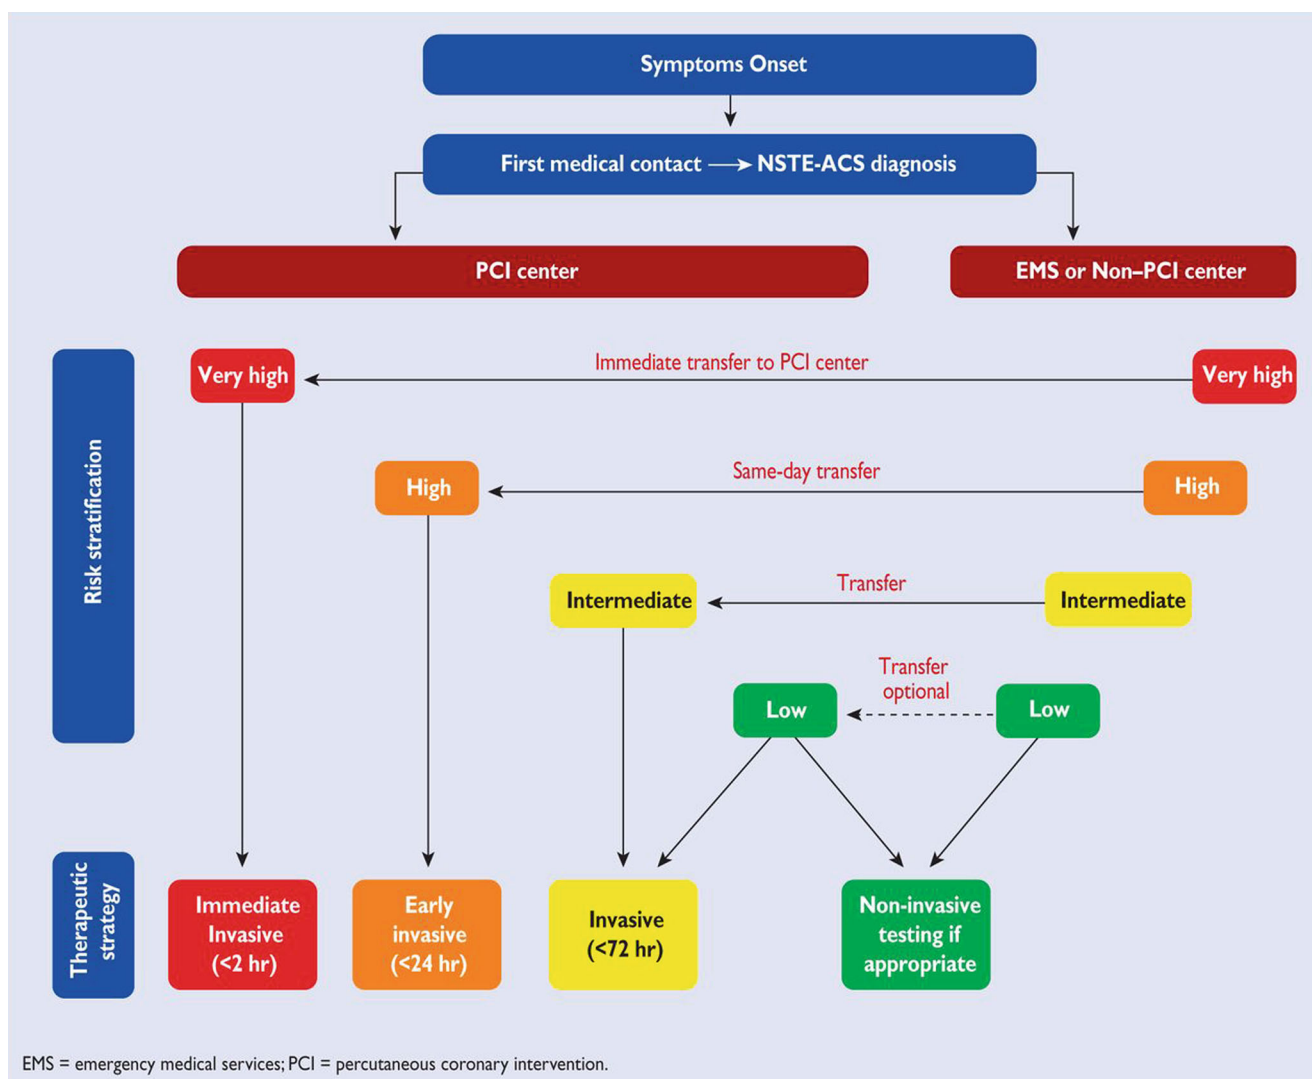 Symptoms Onset
First medical contact → NSTE-ACS diagnosis
PCI center
EMS or Non–PCI center
Risk stratification
Very high
Immediate transfer to PCI center
Very high
High
Same-day transfer
High
Intermediate
Transfer
Intermediate
Low
Transfer
optional
Low
Therapeutic
strategy
Immediate
Invasive
(<2 hr)
Early
invasive
(<24 hr)
Invasive
(<72 hr)
Non-invasive
testing if
appropriate
EMS = emergency medical services; PCI = percutaneous coronary intervention.